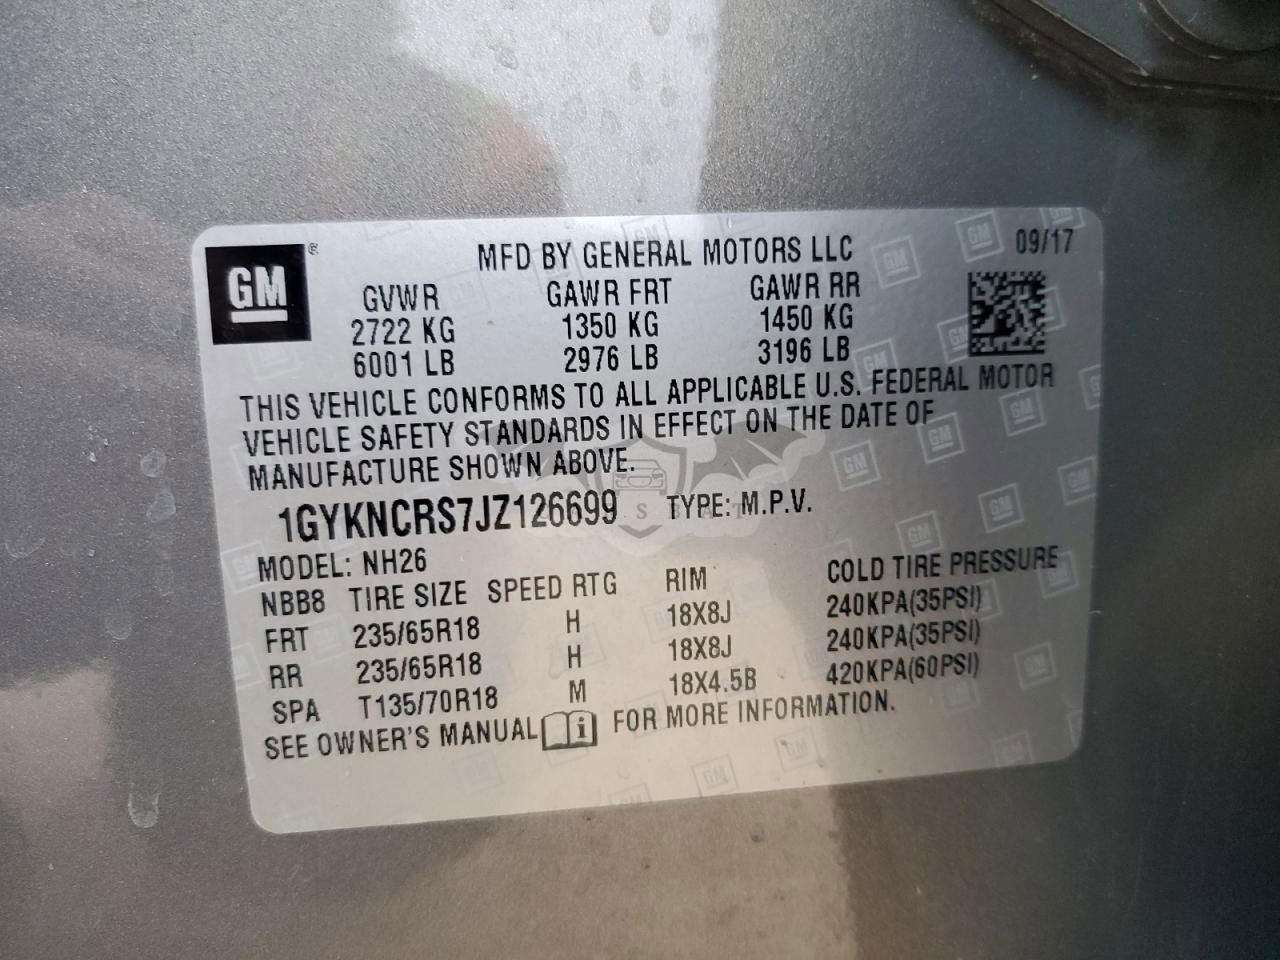 GM ®
MFD BY GENERAL MOTORS LLC 09/17
GVWR GAWR FRT GAWR RR
2722 KG 1350 KG 1450 KG
6001 LB 2976 LB 3196 LB
THIS VEHICLE CONFORMS TO ALL APPLICABLE U.S. FEDERAL MOTOR
VEHICLE SAFETY STANDARDS IN EFFECT ON THE DATE OF
MANUFACTURE SHOWN ABOVE.
1GYKNCRS7JZ126699 TYPE: M.P.V.
MODEL: NH26
NBB8 TIRE SIZE SPEED RTG RIM COLD TIRE PRESSURE
FRT 235/65R18 H 18X8J 240KPA(35PSI)
RR 235/65R18 H 18X8J 240KPA(35PSI)
SPA T135/70R18 M 18X4.5B 420KPA(60PSI)
SEE OWNER'S MANUAL FOR MORE INFORMATION.